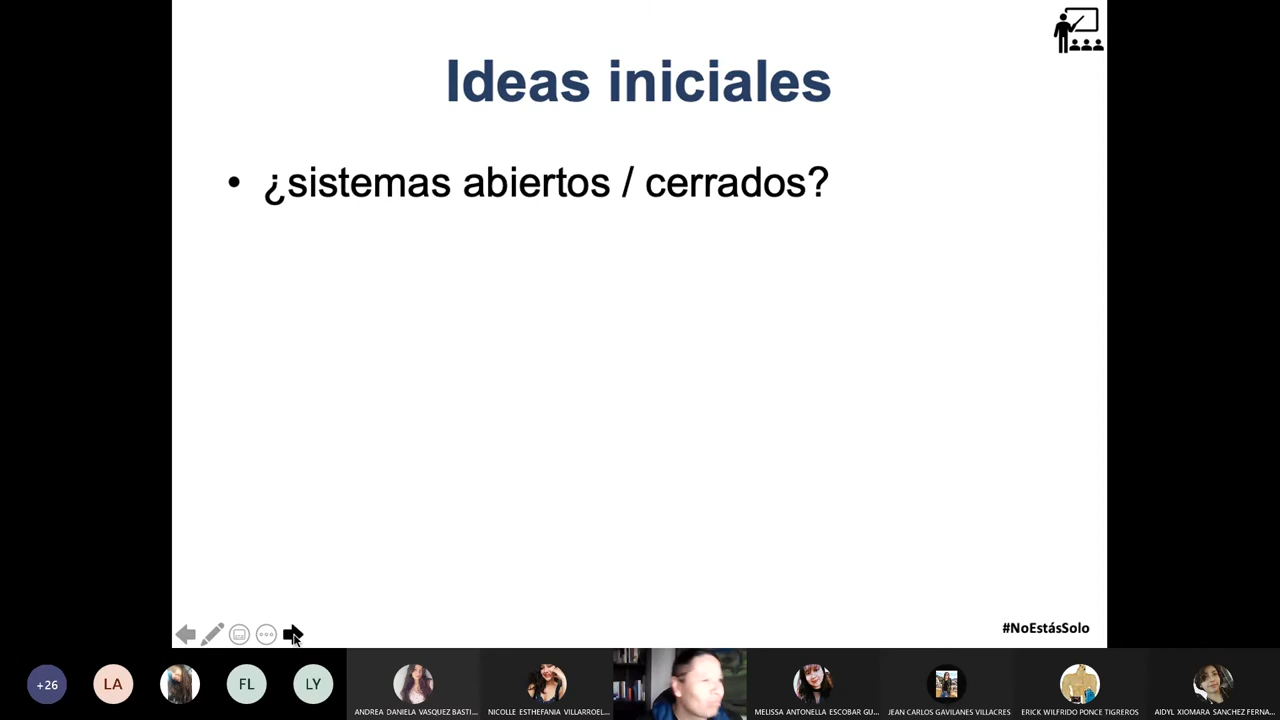 Ideas iniciales
• ¿sistemas abiertos / cerrados?
#NoEstásSolo
+26
LA
FL
LY
ANDREA DANIELA VASQUEZ BASTI...
NICOLLE ESTHEFANIA VILLARROEL...
MELISSA ANTONELLA ESCOBAR GU...
JEAN CARLOS GAVILANES VILLACRES
ERICK WILFRIDO PONCE TIGREROS
AIDYL XIOMARA SANCHEZ FERNA...